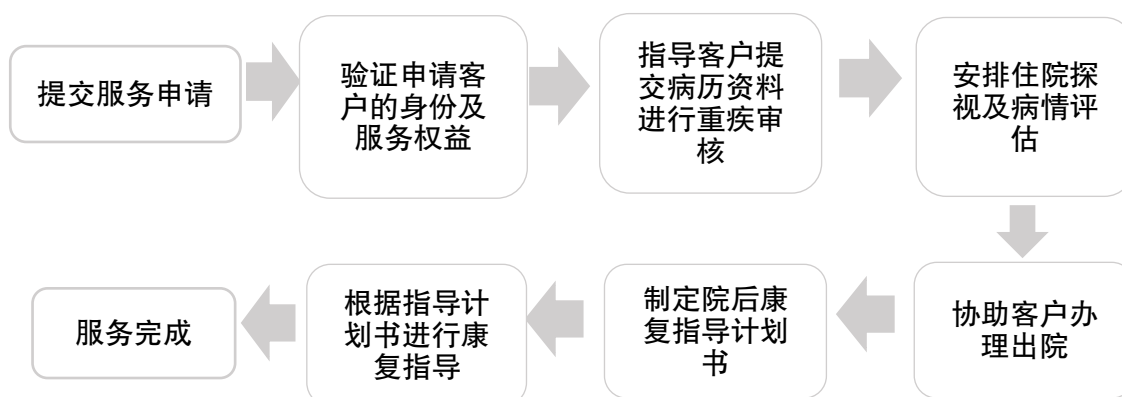 提交服务申请
验证申请客
户的身份及
服务权益
指导客户提
交病历资料
进行重疾审
核
安排住院探
视及病情评
估
协助客户办
理出院
制定院后康
复指导计划
书
根据指导计
划书进行康
复指导
服务完成